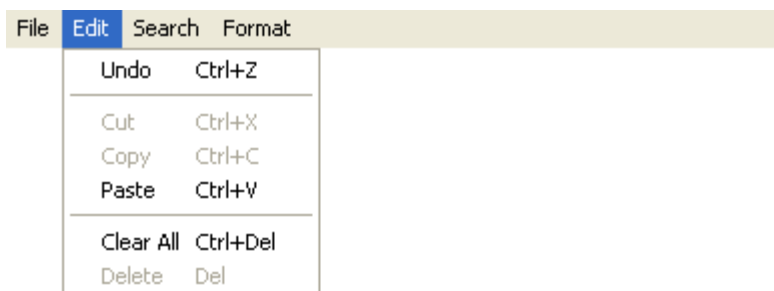 File Edit Search Format
Undo Ctrl+Z
Cut Ctrl+X
Copy Ctrl+C
Paste Ctrl+V
Clear All Ctrl+Del
Delete Del